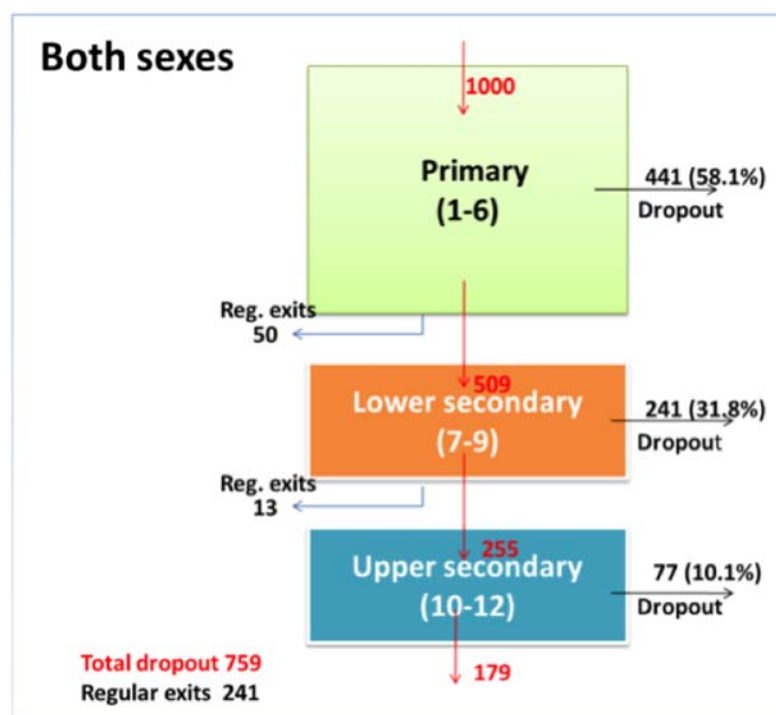 Both sexes
1000
Primary
(1-6)
441 (58.1%)
Dropout
Reg. exits
50
509
Lower secondary
(7-9)
241 (31.8%)
Dropout
Reg. exits
13
255
Upper secondary
(10-12)
77 (10.1%)
Dropout
Total dropout 759
Regular exits 241
179